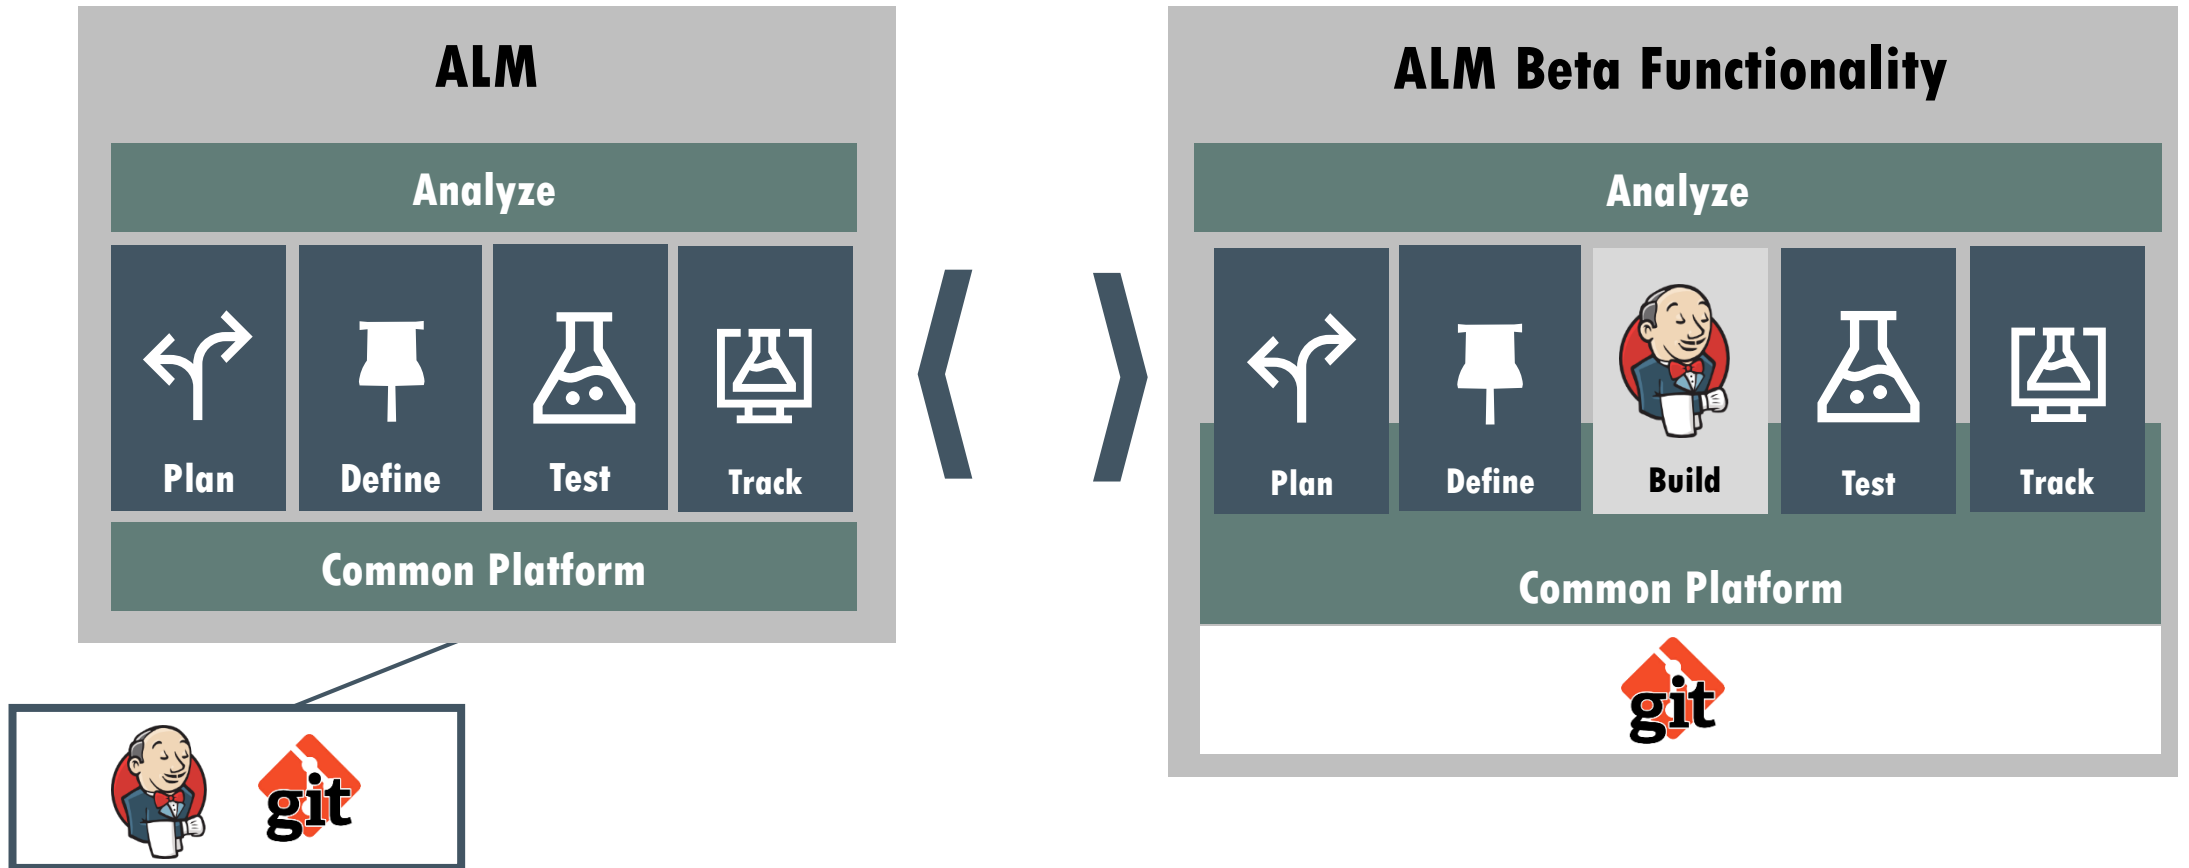 ALM
Analyze
Plan
Define
Test
Track
Common Platform
git
ALM Beta Functionality
Analyze
Plan
Define
Build
Test
Track
Common Platform
git